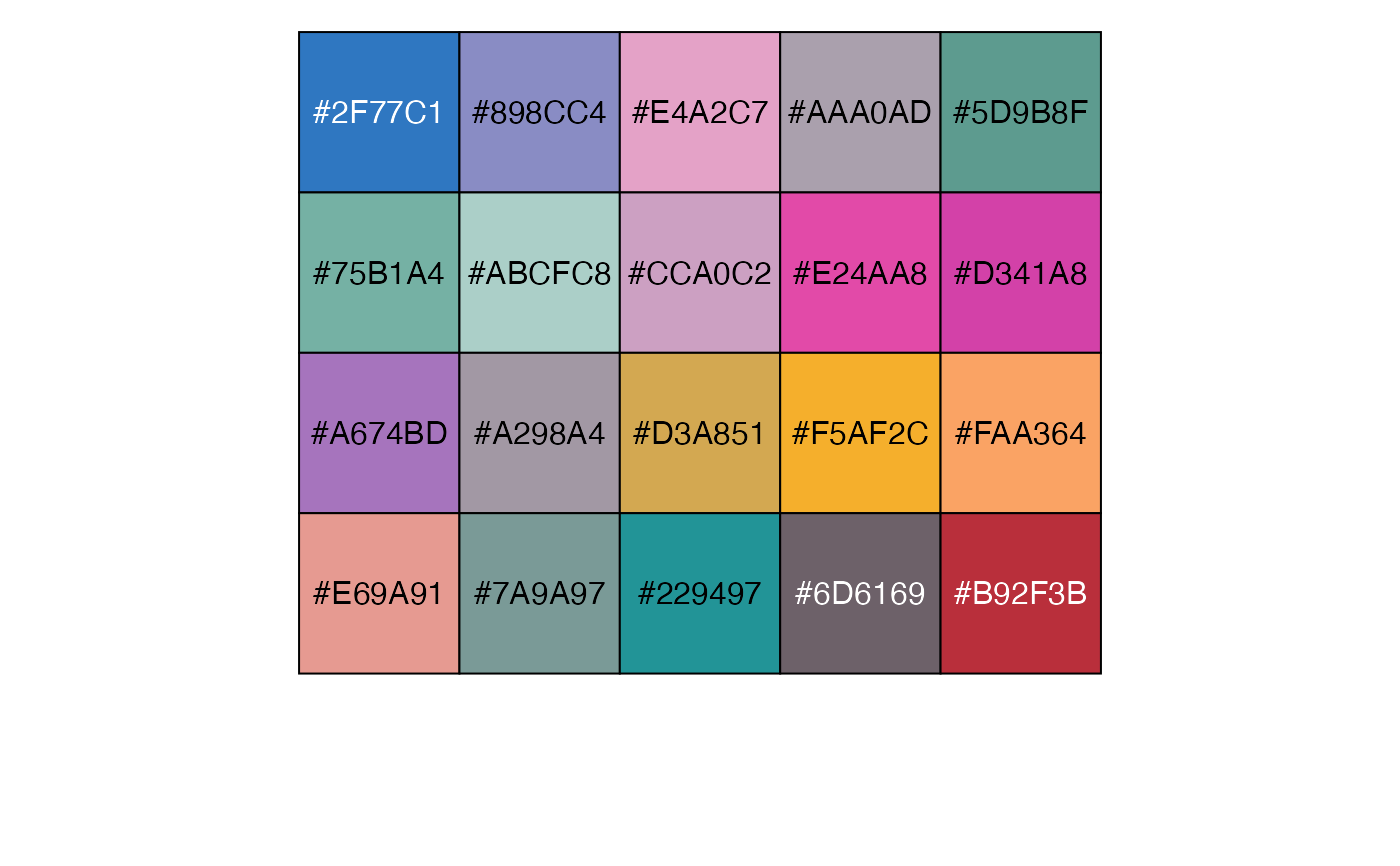 #2F77C1 #898CC4 #E4A2C7 #AAA0AD #5D9B8F
#75B1A4 #ABCFC8 #CCA0C2 #E24AA8 #D341A8
#A674BD #A298A4 #D3A851 #F5AF2C #FAA364
#E69A91 #7A9A97 #229497 #6D6169 #B92F3B